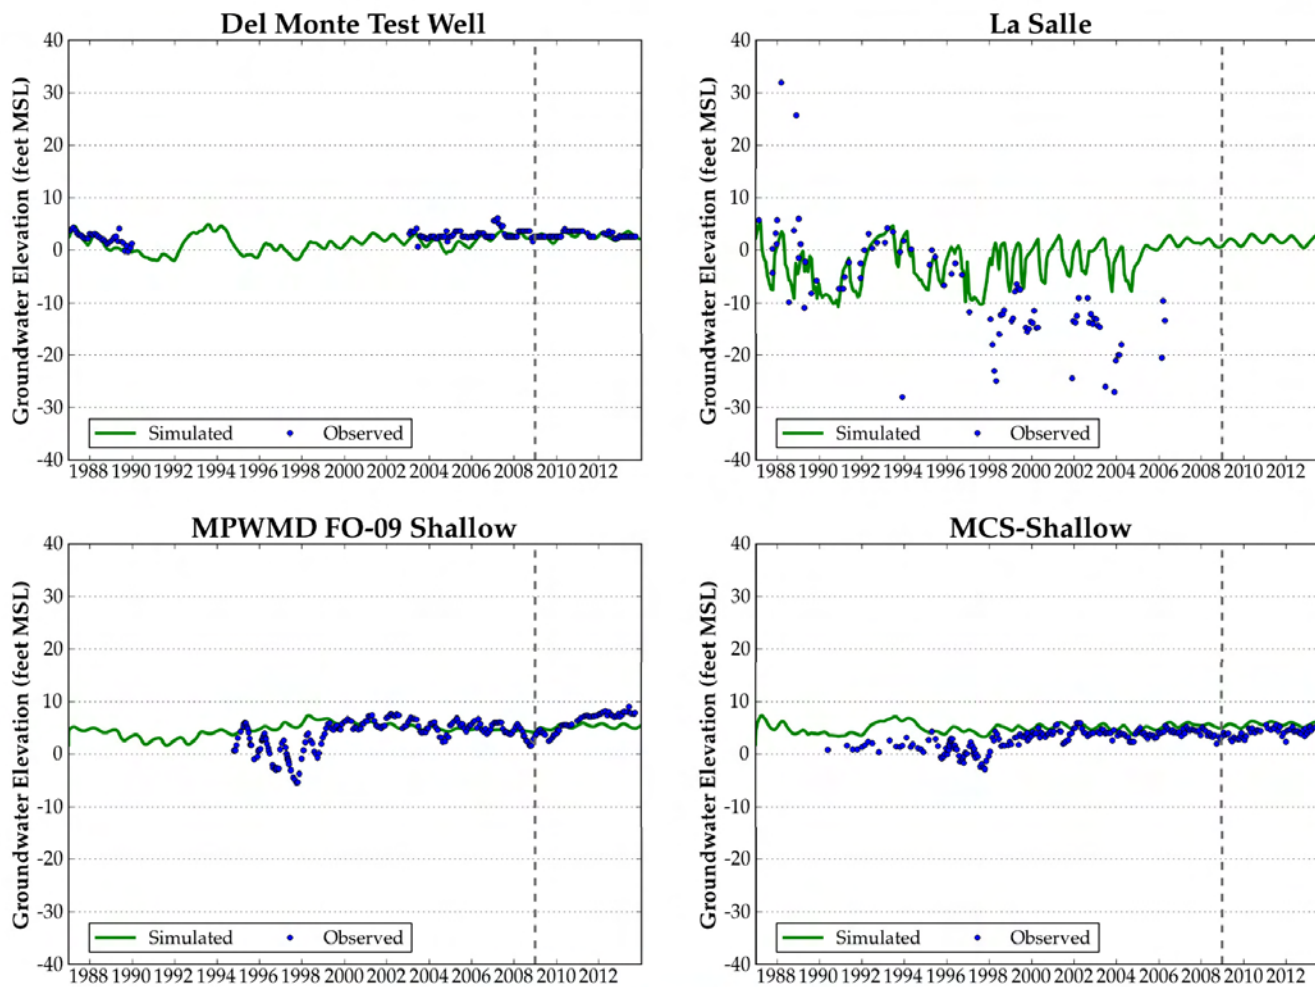 Del Monte Test Well
Groundwater Elevation (feet MSL)
40
30
20
10
0
-10
-20
-30
-40
Simulated Observed
1988 1990 1992 1994 1996 1998 2000 2002 2004 2006 2008 2010 2012
La Salle
Groundwater Elevation (feet MSL)
40
30
20
10
0
-10
-20
-30
-40
Simulated Observed
1988 1990 1992 1994 1996 1998 2000 2002 2004 2006 2008 2010 2012
MPWMD FO-09 Shallow
Groundwater Elevation (feet MSL)
40
30
20
10
0
-10
-20
-30
-40
Simulated Observed
1988 1990 1992 1994 1996 1998 2000 2002 2004 2006 2008 2010 2012
MCS-Shallow
Groundwater Elevation (feet MSL)
40
30
20
10
0
-10
-20
-30
-40
Simulated Observed
1988 1990 1992 1994 1996 1998 2000 2002 2004 2006 2008 2010 2012